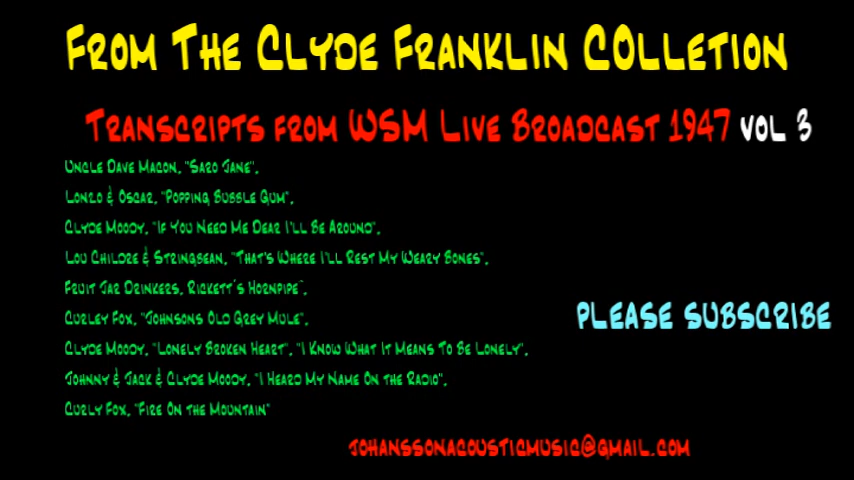 From The Clyde Franklin COlletion
Transcripts from WSM Live Broadcast 1947 vol 3
Uncle Dave Macon, "Saro Jane",
Lonzo & Oscar, "Popping Bubble Gum",
Clyde Moody, "If You Need Me Dear I'll Be Around",
Lou Childre & Stringbean, "That's Where I'll Rest My Weary Bones",
Fruit Jar Drinkers, Rickett´s Hornpipe¨,
Curley Fox, "Johnsons Old Grey Mule",
PLEASE SUBSCRIBE
Clyde Moody, "Lonely Broken Heart", "I Know What It Means To Be Lonely",
Johnny & Jack & Clyde Moody, "I Heard My Name On the Radio",
Curly Fox, "Fire On the Mountain"
johanssonacousticmusic@gmail.com